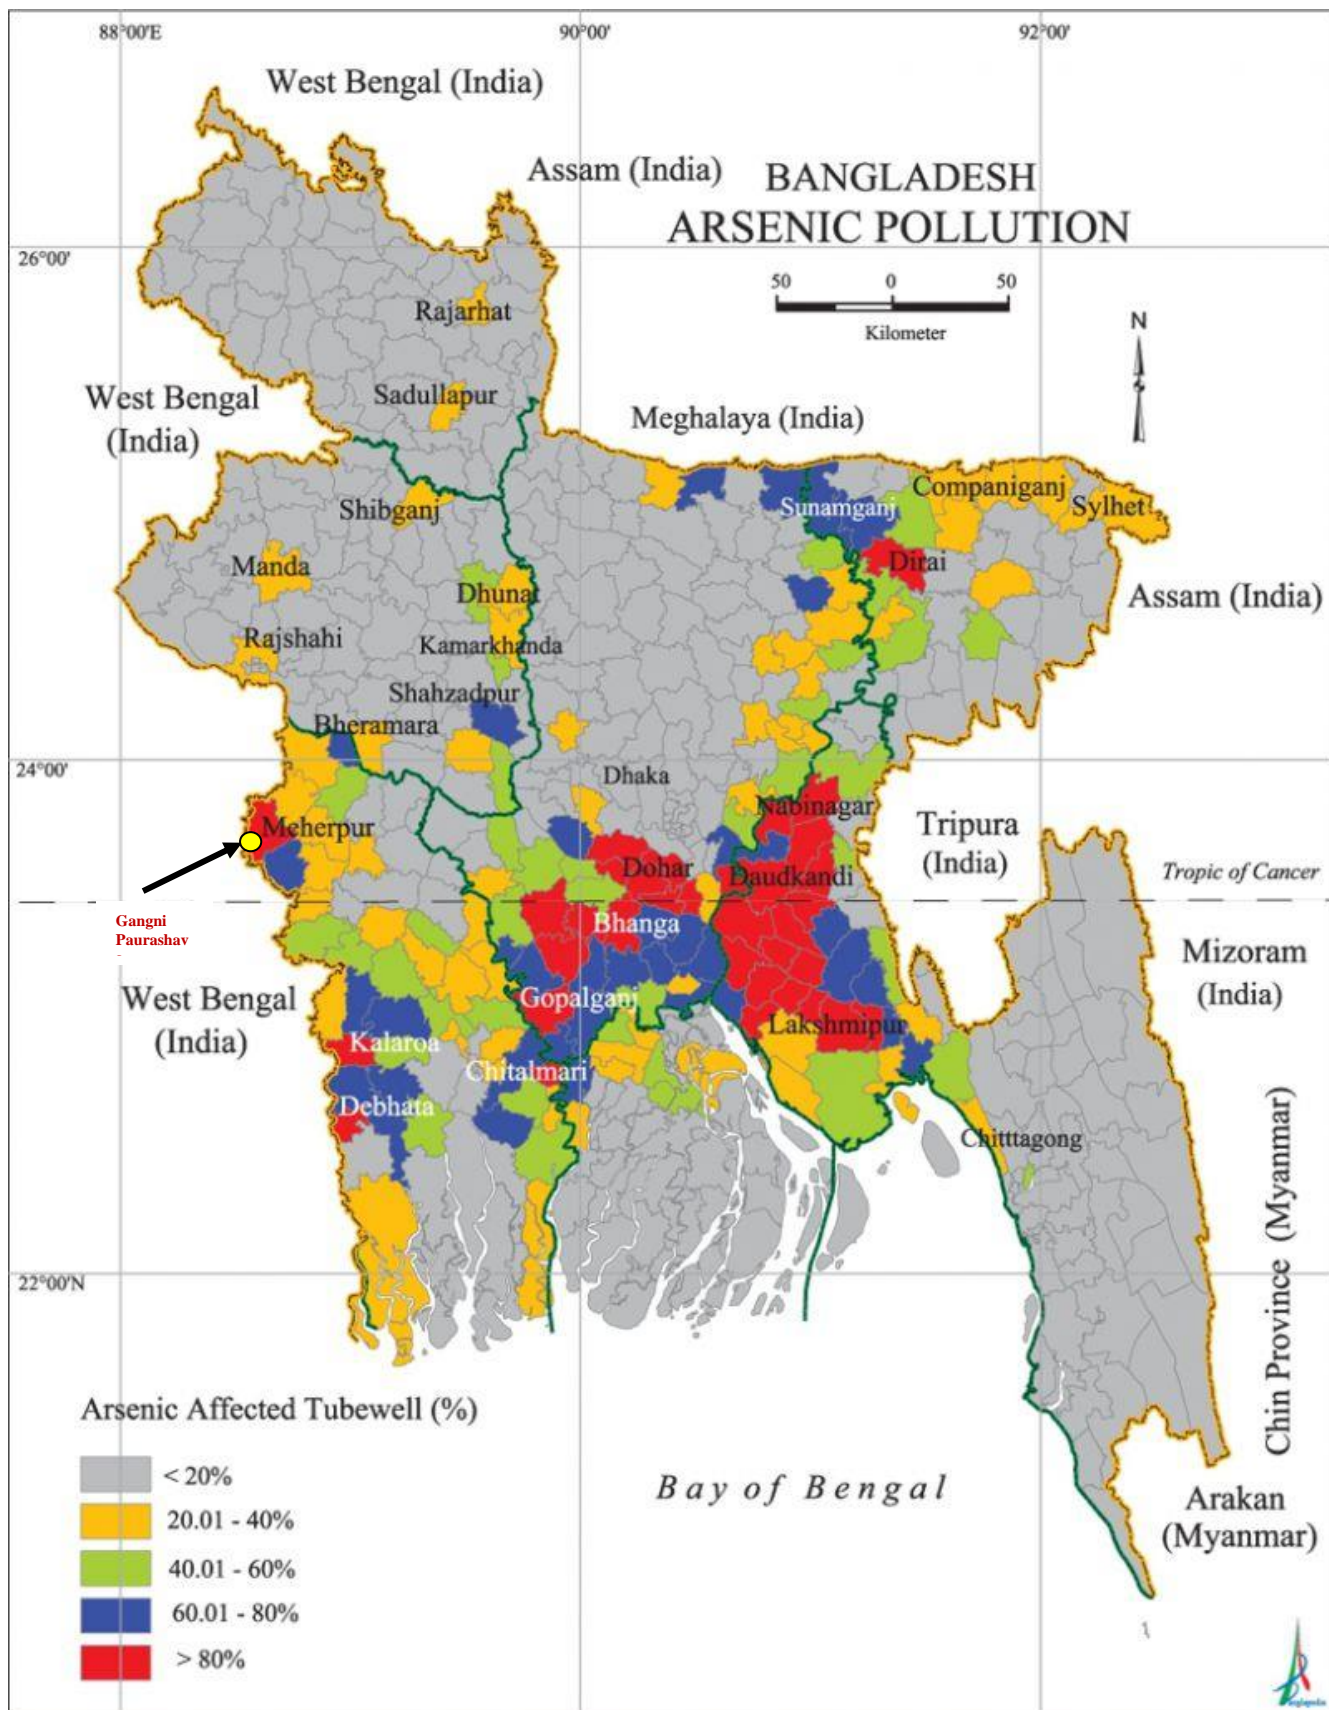 88°00'E
90°00'
92°00'
West Bengal (India)
Assam (India)
BANGLADESH
ARSENIC POLLUTION
26°00'
50
0
50
Kilometer
N
Rajarhat
West Bengal
(India)
Sadullapur
Meghalaya (India)
Shibganj
Sunamganj
Companiganj
Sylhet
Manda
Dhunat
Dirai
Assam (India)
Rajshahi
Kamarkhanda
Shahzadpur
Bheramara
24°00'
Dhaka
Nabinagar
Meherpur
Tripura
(India)
Dohar
Daudkandi
Tropic of Cancer
Gangni
Paurashav
Bhanga
Mizoram
(India)
West Bengal
(India)
Gopalganj
Lakshmipur
Kalaroa
Chitalmari
Debhata
Chitttagong
Chin Province (Myanmar)
22°00'N
Arsenic Affected Tubewell (%)
< 20%
20.01 - 40%
40.01 - 60%
60.01 - 80%
> 80%
Bay of Bengal
Arakan
(Myanmar)